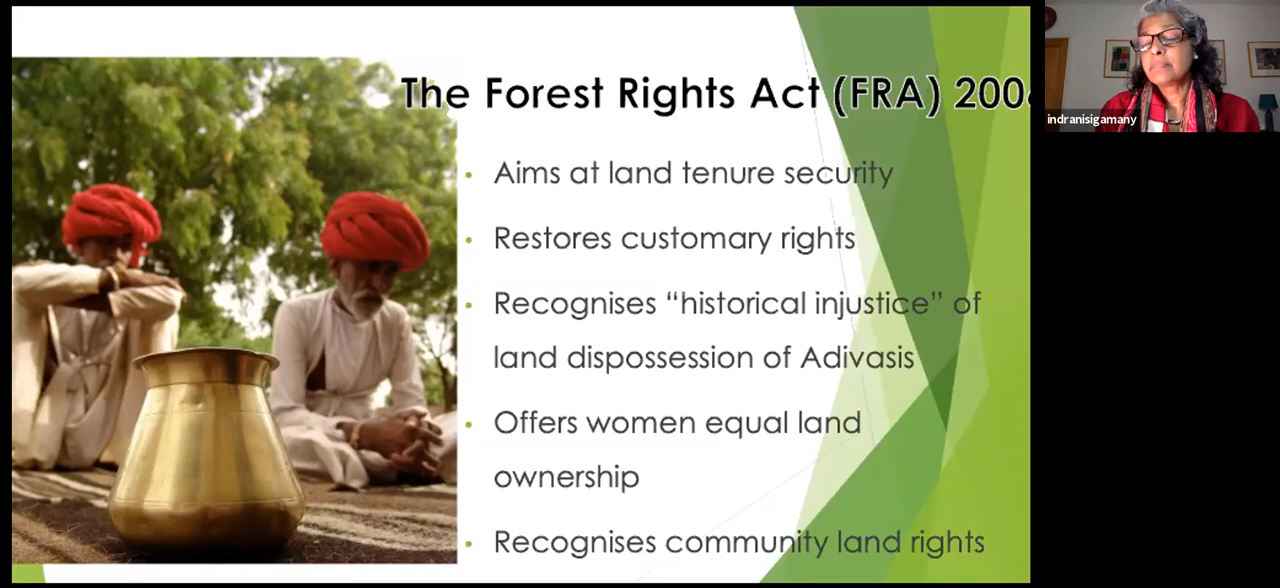 The Forest Rights Act (FRA) 2006
• Aims at land tenure security
• Restores customary rights
• Recognises “historical injustice” of
land dispossession of Adivasis
• Offers women equal land
ownership
• Recognises community land rights
indranisigamany